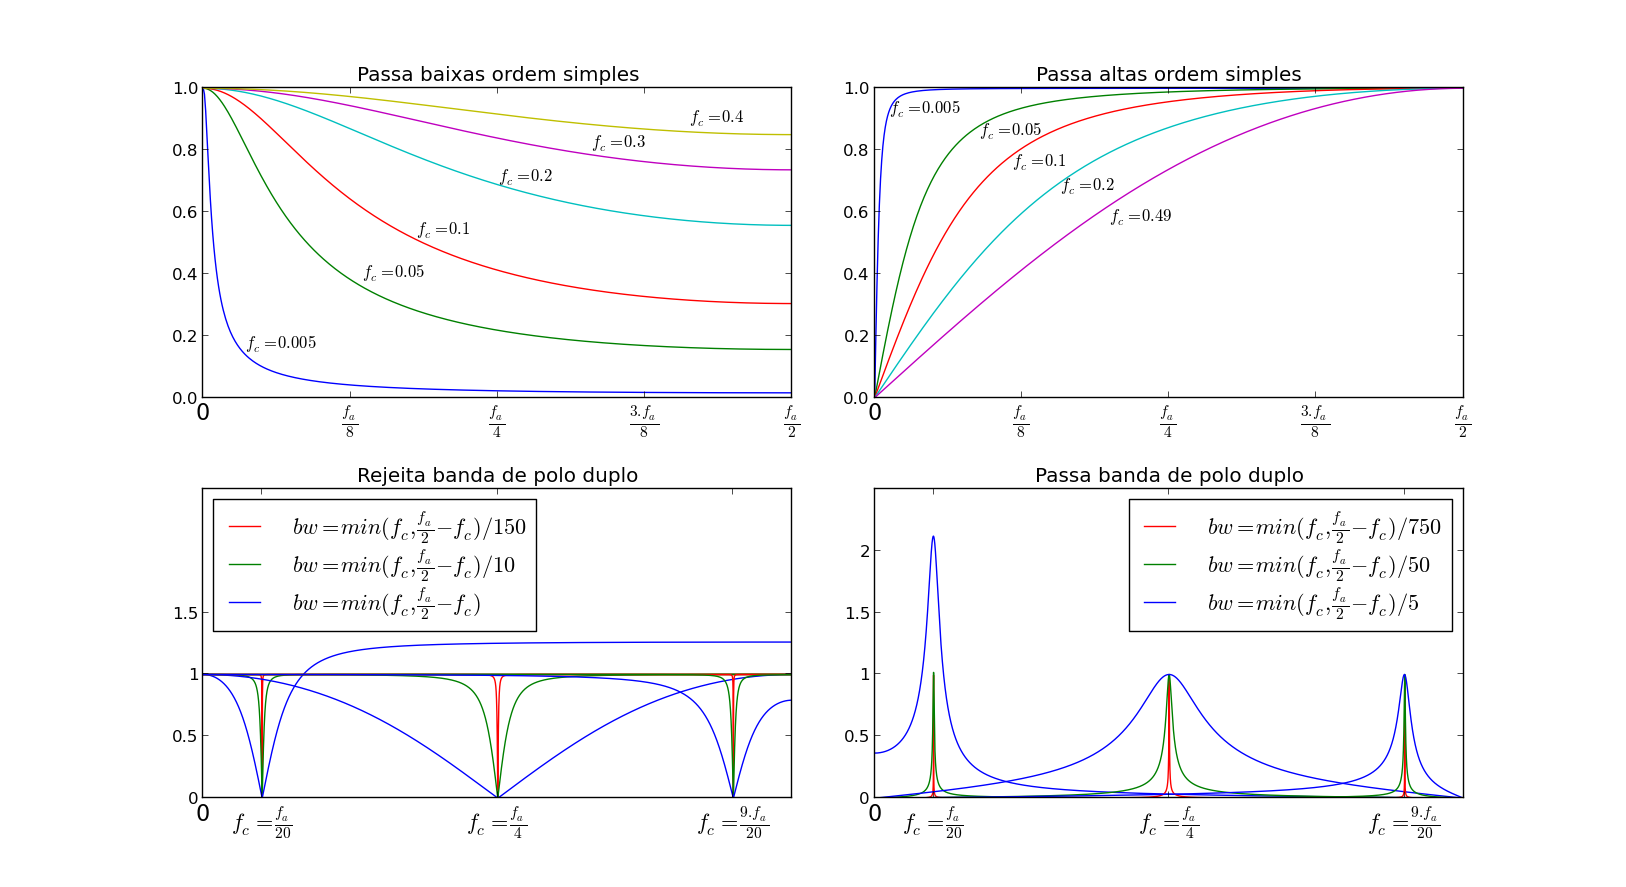 Passa baixas ordem simples
1.0
0.8
0.6
0.4
0.2
0.0
f_c=0.4
f_c=0.3
f_c=0.2
f_c=0.1
f_c=0.05
f_c=0.005
0 f_a/8 f_a/4 3.f_a/8 f_a/2
Passa altas ordem simples
1.0
0.8
0.6
0.4
0.2
0.0
f_c=0.005
f_c=0.05
f_c=0.1
f_c=0.2
f_c=0.49
0 f_a/8 f_a/4 3.f_a/8 f_a/2
Rejeita banda de polo duplo
bw=min(f_c,f_a/2−f_c)/150
bw=min(f_c,f_a/2−f_c)/10
bw=min(f_c,f_a/2−f_c)
1.5
1
0.5
0
0 f_c=f_a/20 f_c=f_a/4 f_c=9.f_a/20
Passa banda de polo duplo
bw=min(f_c,f_a/2−f_c)/750
bw=min(f_c,f_a/2−f_c)/50
bw=min(f_c,f_a/2−f_c)/5
2
1.5
1
0.5
0
0 f_c=f_a/20 f_c=f_a/4 f_c=9.f_a/20